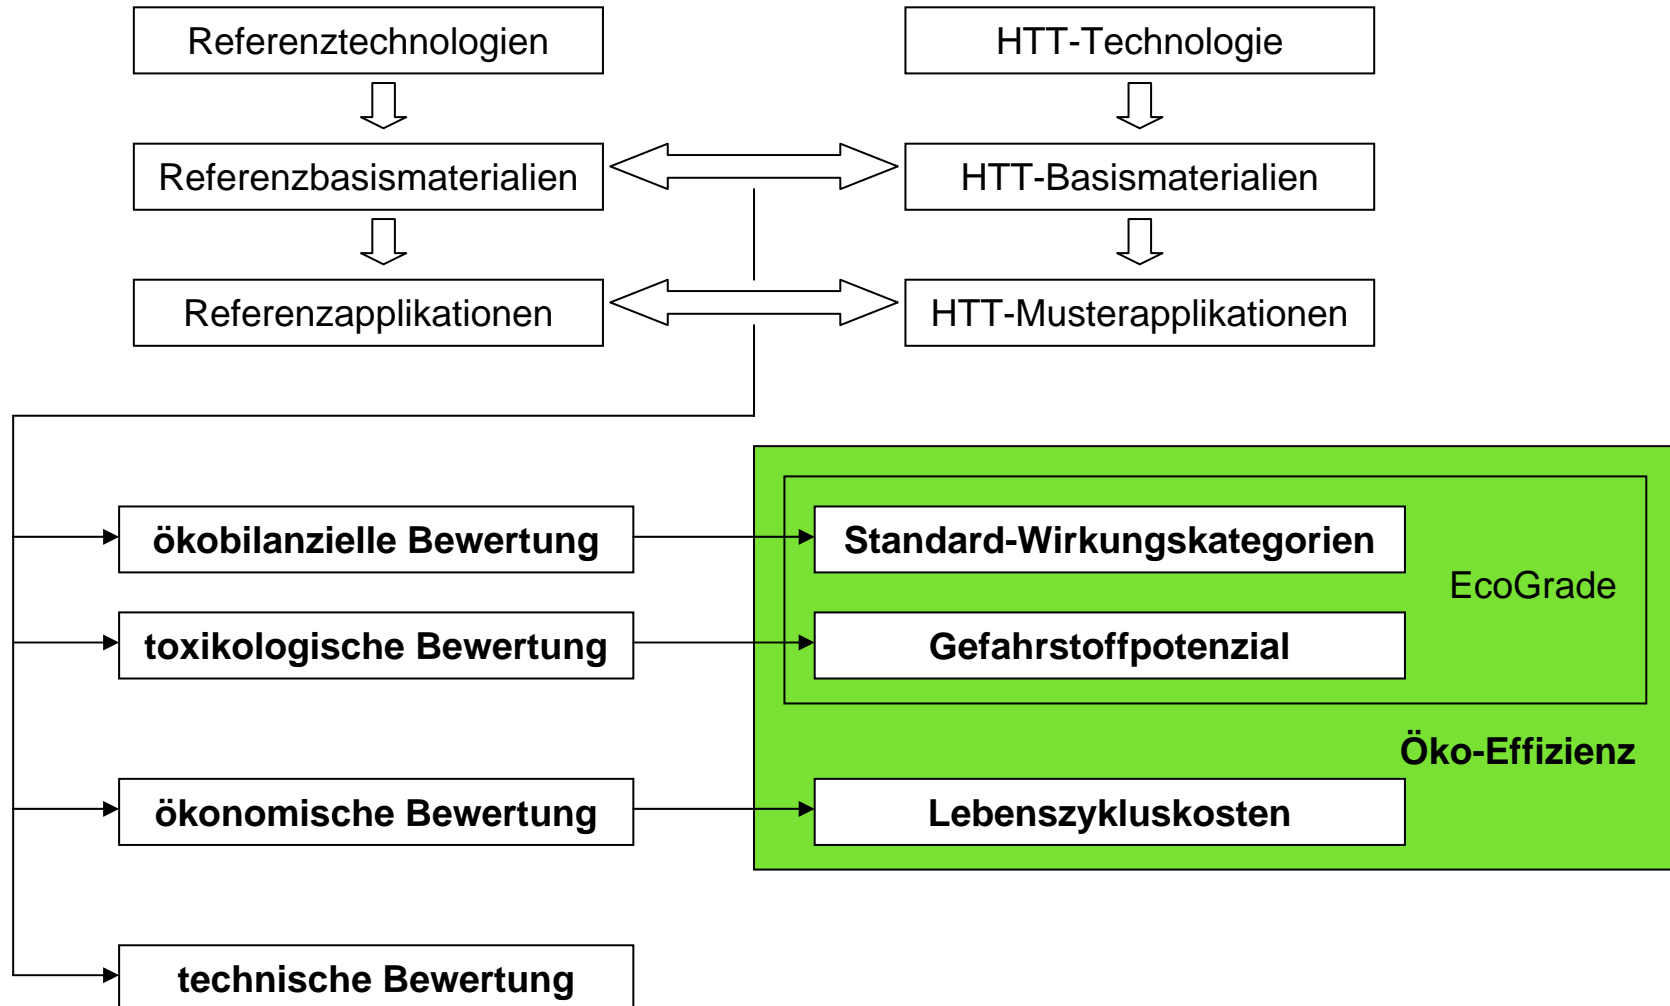 Referenztechnologien
HTT-Technologie
Referenzbasismaterialien
HTT-Basismaterialien
Referenzapplikationen
HTT-Musterapplikationen
ökobilanzielle Bewertung
Standard-Wirkungskategorien
EcoGrade
toxikologische Bewertung
Gefahrstoffpotenzial
Öko-Effizienz
ökonomische Bewertung
Lebenszykluskosten
technische Bewertung